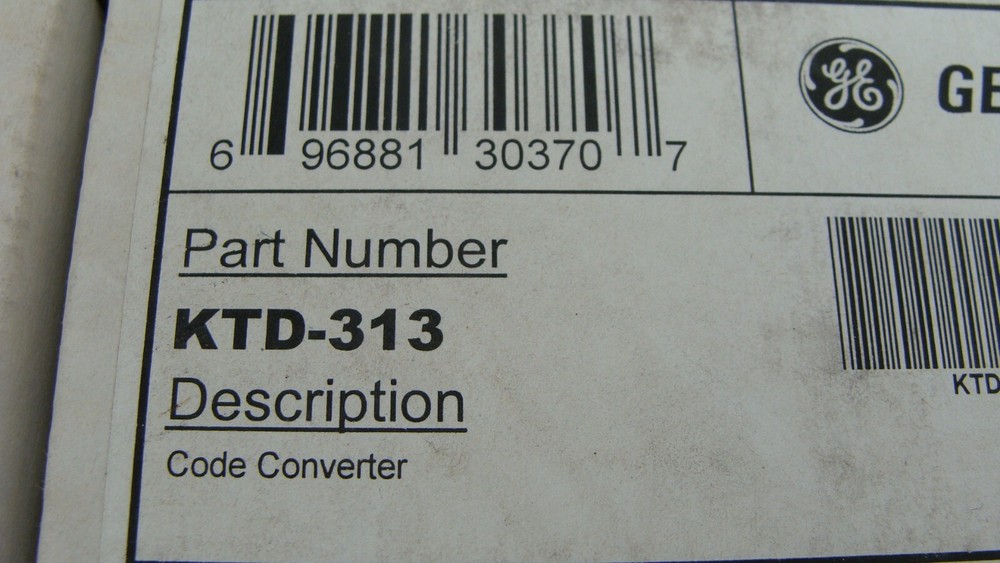 6 96881 30370 7
GE
Part Number
KTD-313
KTD
Description
Code Converter